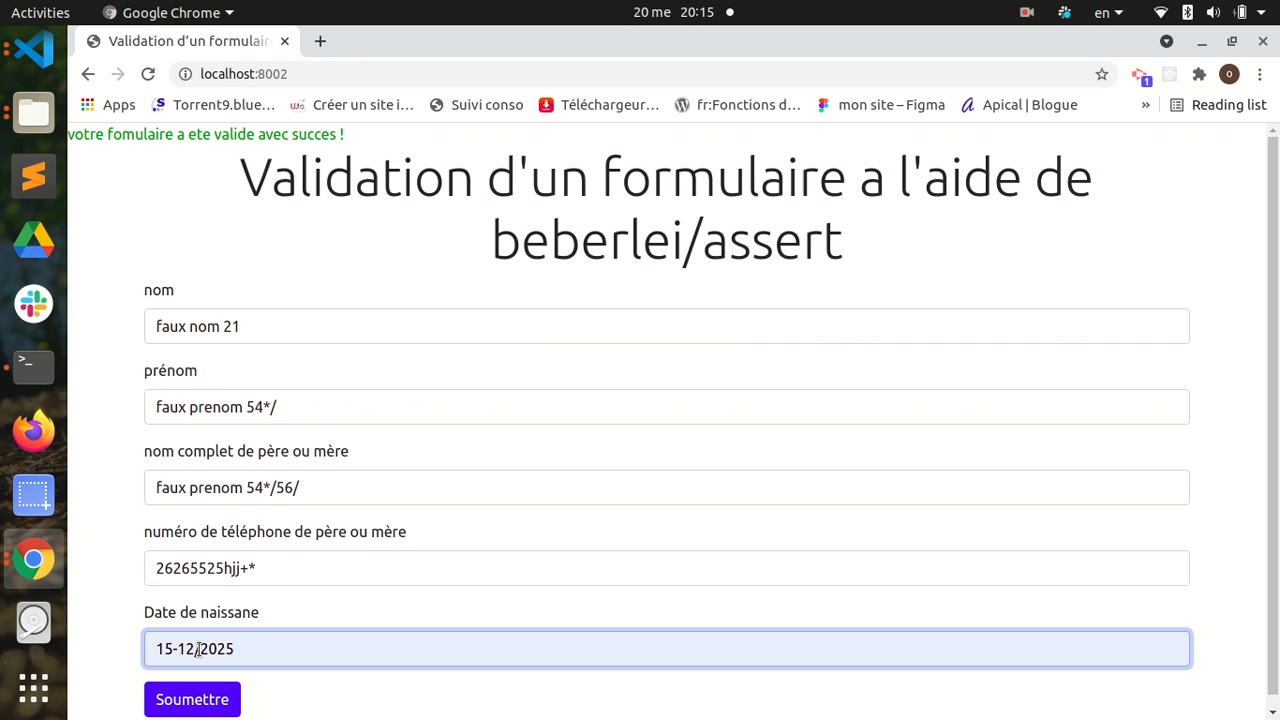 Activities Google Chrome 20 me 20:15 en
Validation d'un formulair
localhost:8002
1 o
Apps Torrent9.blue... Créer un site i... Suivi conso Téléchargeur... fr:Fonctions d... mon site – Figma Apical | Blogue » Reading list
votre fomulaire a ete valide avec succes !
Validation d'un formulaire a l'aide de
beberlei/assert
nom
faux nom 21
prénom
faux prenom 54*/
nom complet de père ou mère
faux prenom 54*/56/
numéro de téléphone de père ou mère
26265525hjj+*
Date de naissane
15-12/2025
Soumettre